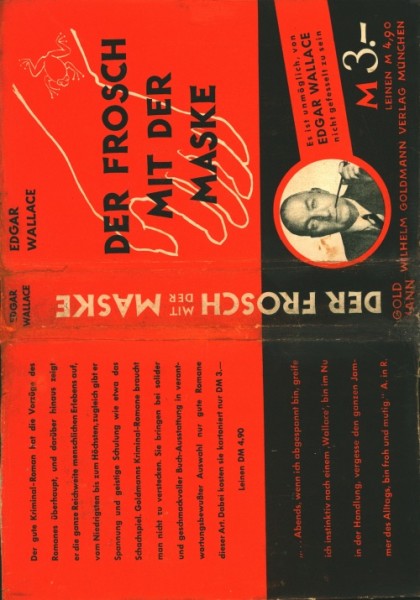 EDGAR
WALLACE
DER FROSCH
MIT DER
MASKE
Es ist unmöglich, von
EDGAR WALLACE
nicht gefesselt zu sein
M 3.–
LEINEN M 4,90
WILHELM GOLDMANN VERLAG MÜNCHEN
EDGAR
WALLACE
DER FROSCH
MIT
DER
MASKE
GOLD
MANN
Der gute Kriminal-Roman hat die Vorzüge des
Romanes überhaupt, und darüber hinaus zeigt
er die ganze Reichweite menschlichen Erlebens auf,
vom Niedrigsten bis zum Höchsten, zugleich gibt er
Spannung und geistige Schulung wie etwa das
Schachspiel. Goldmanns Kriminal-Romane braucht
man nicht zu verstecken. Sie bringen bei solider
und geschmackvoller Buch-Ausstattung in verant-
wortungsbewußter Auswahl nur gute Romane
dieser Art. Dabei kosten sie kartoniert nur DM 3.—
Leinen DM 4,90
Abends, wenn ich abgespannt bin, greife
ich instinktiv nach einem 'Wallace', bin im Nu
in der Handlung, vergesse den ganzen Jam-
mer des Alltags, bin froh und mutig." A. in R.